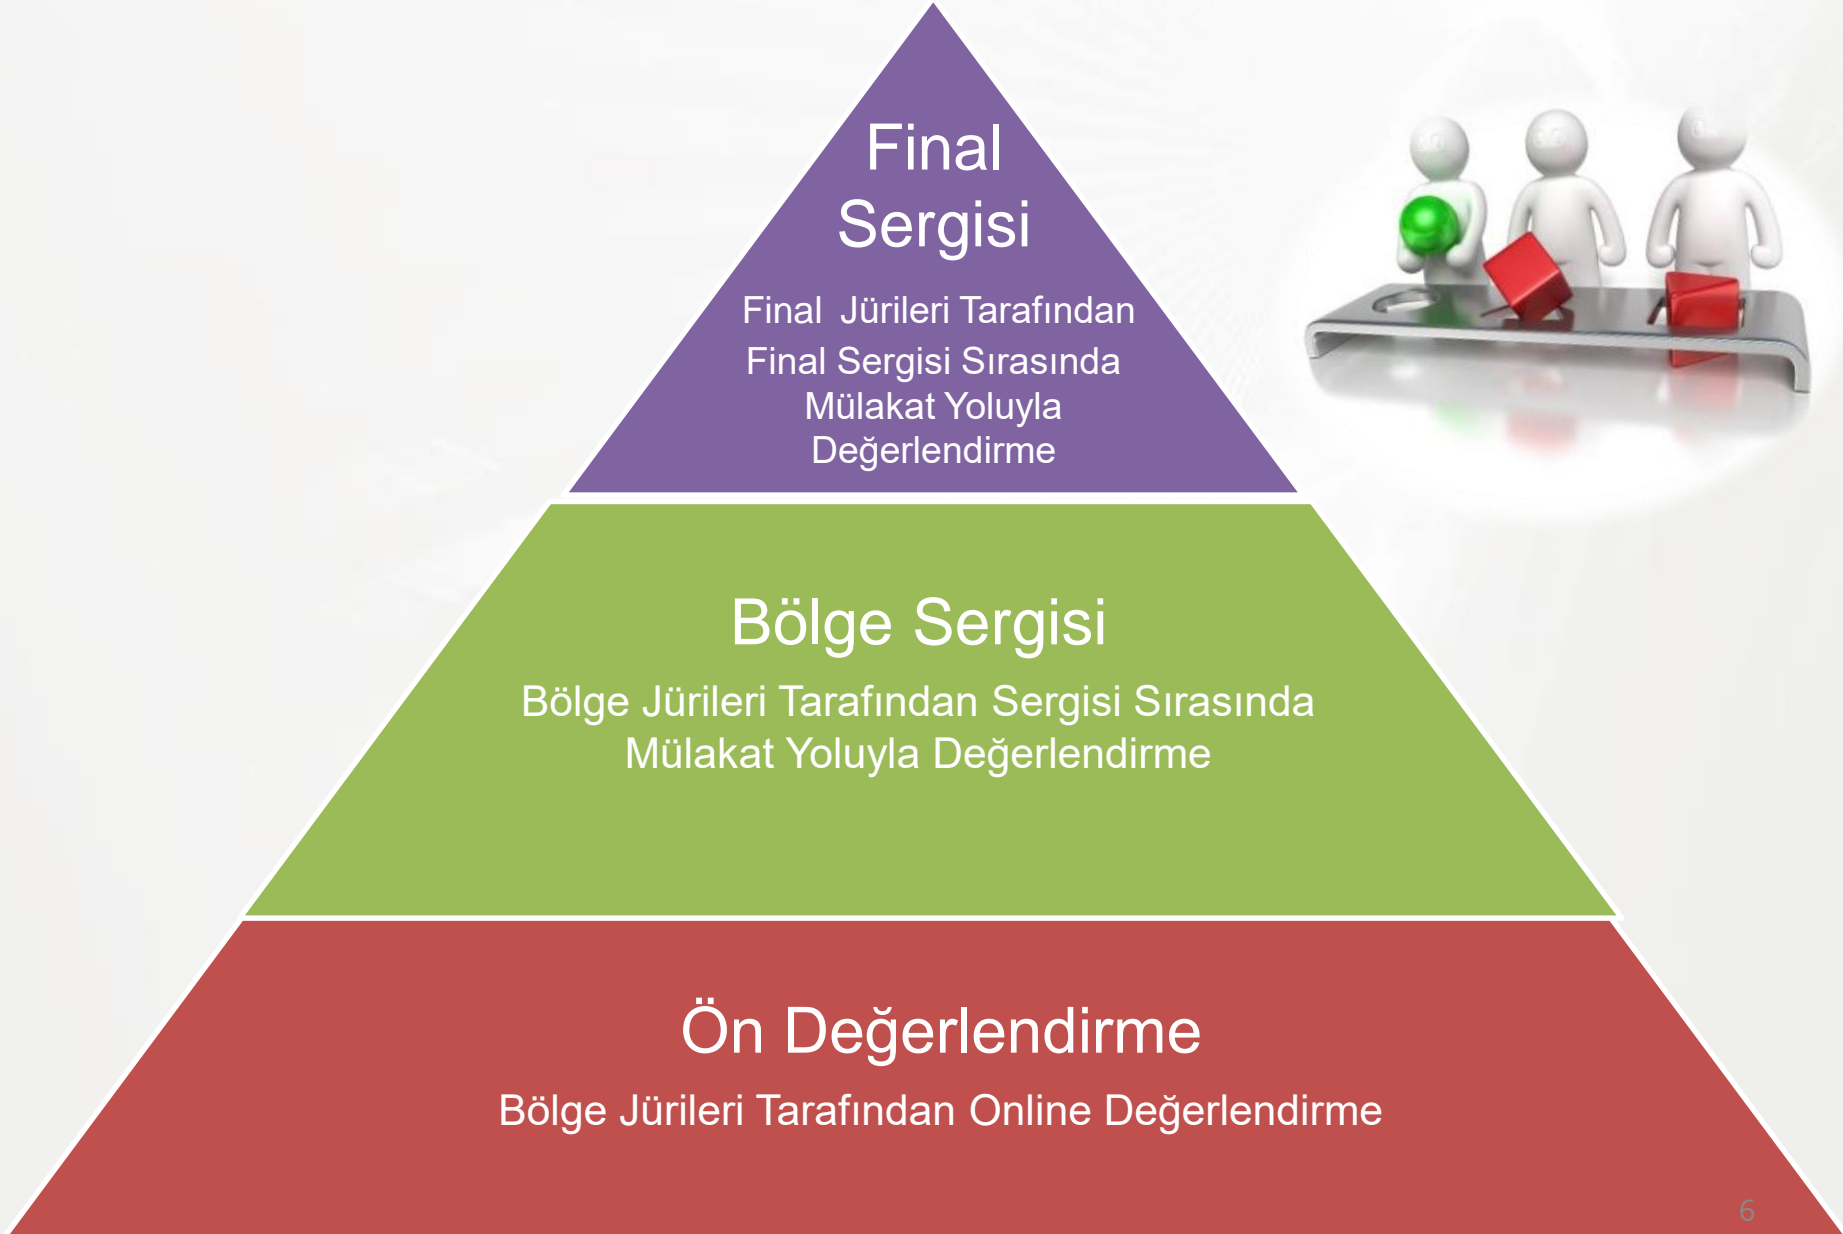 Final
Sergisi
Final Jürileri Tarafından
Final Sergisi Sırasında
Mülakat Yoluyla
Değerlendirme
Bölge Sergisi
Bölge Jürileri Tarafından Sergisi Sırasında
Mülakat Yoluyla Değerlendirme
Ön Değerlendirme
Bölge Jürileri Tarafından Online Değerlendirme
6